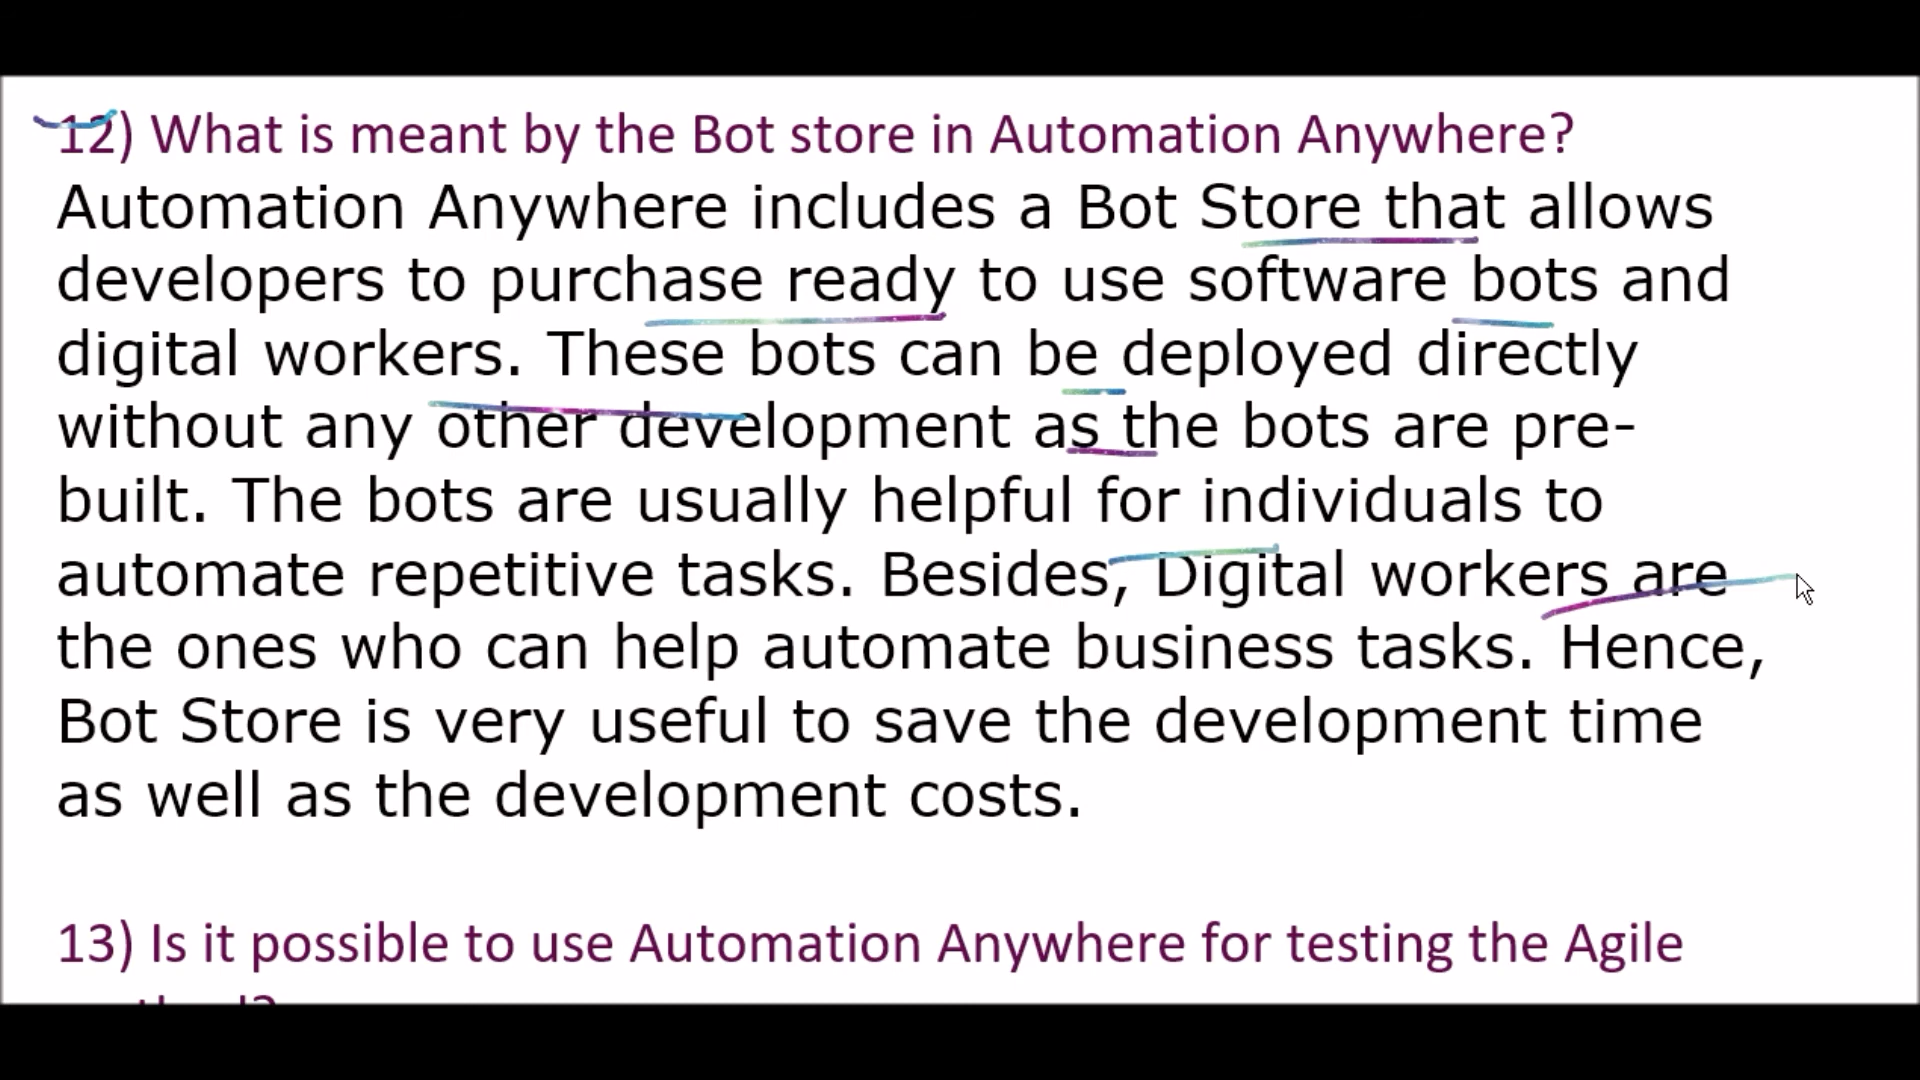 12) What is meant by the Bot store in Automation Anywhere?
Automation Anywhere includes a Bot Store that allows
developers to purchase ready to use software bots and
digital workers. These bots can be deployed directly
without any other development as the bots are pre-
built. The bots are usually helpful for individuals to
automate repetitive tasks. Besides, Digital workers are
the ones who can help automate business tasks. Hence,
Bot Store is very useful to save the development time
as well as the development costs.
13) Is it possible to use Automation Anywhere for testing the Agile